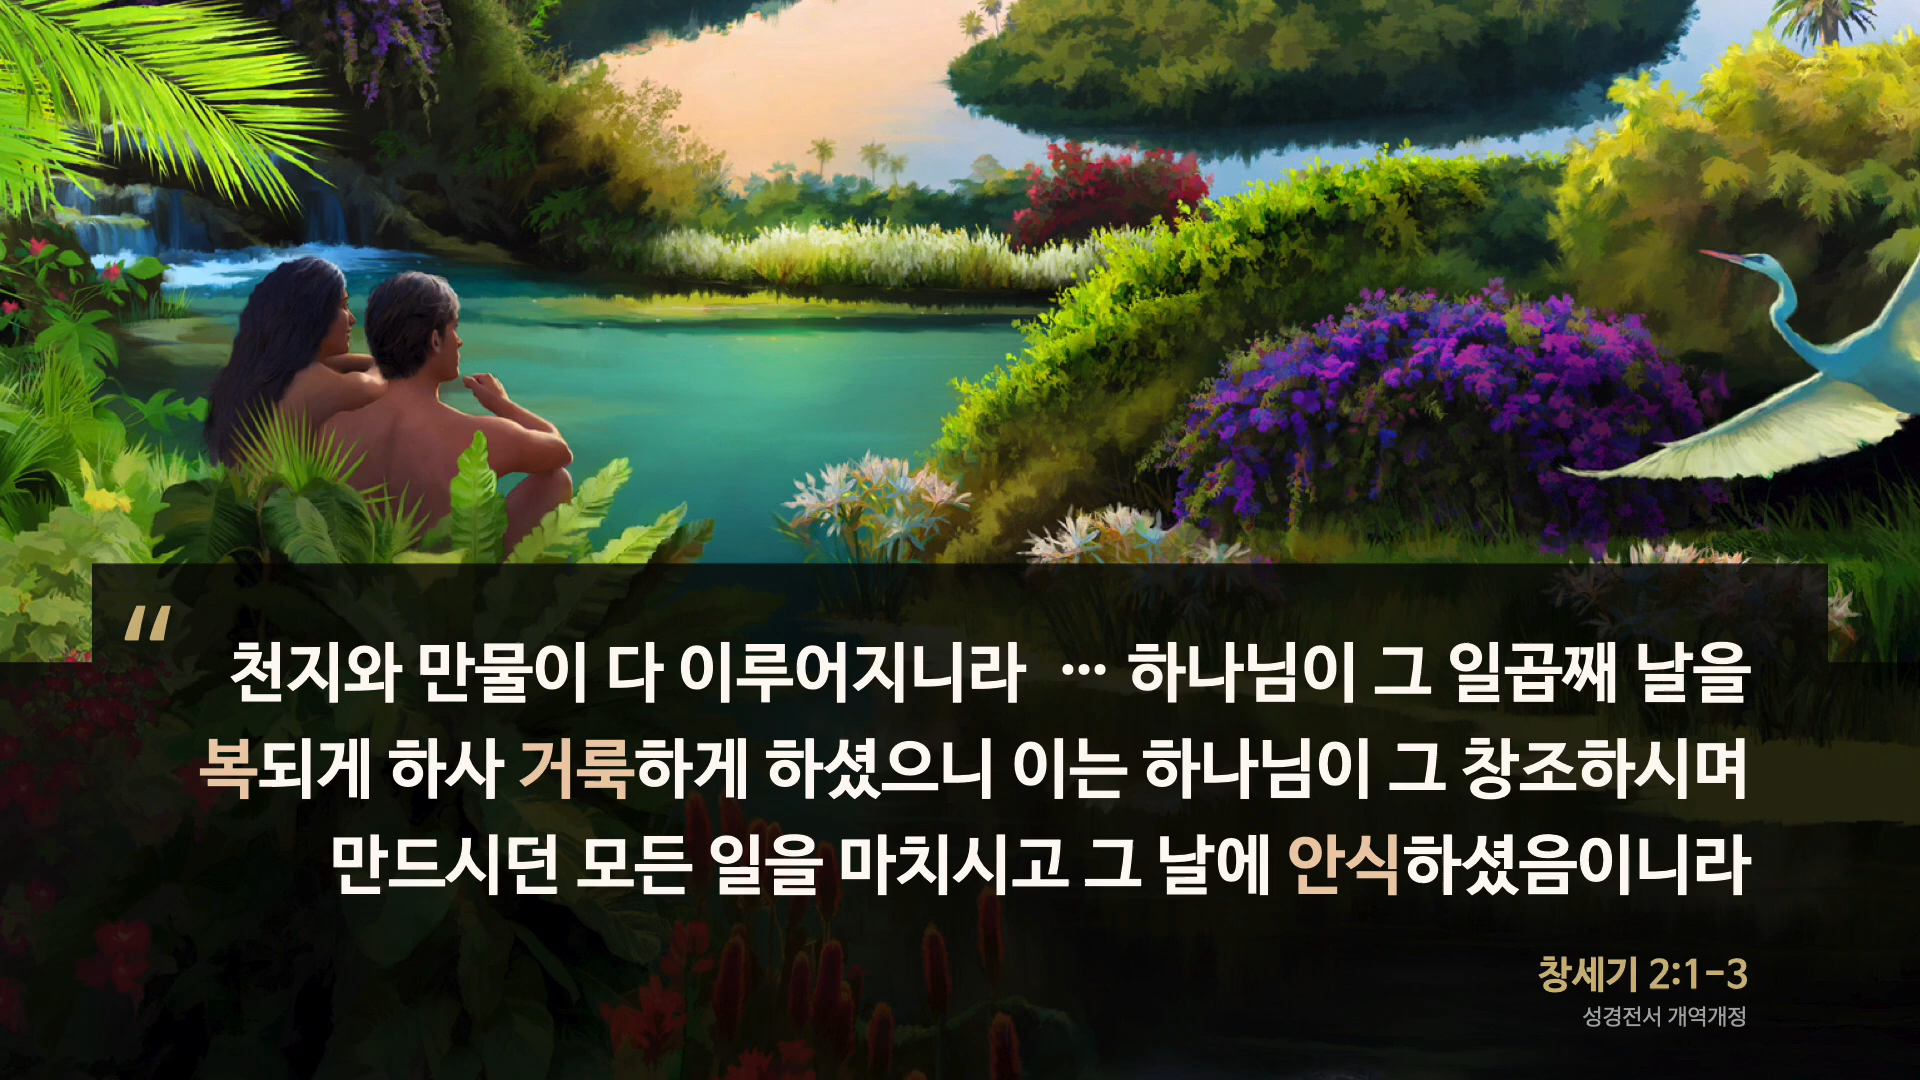 “
천지와 만물이 다 이루어지니라 … 하나님이 그 일곱째 날을
복되게 하사 거룩하게 하셨으니 이는 하나님이 그 창조하시며
만드시던 모든 일을 마치시고 그 날에 안식하셨음이니라
창세기 2:1-3
성경전서 개역개정